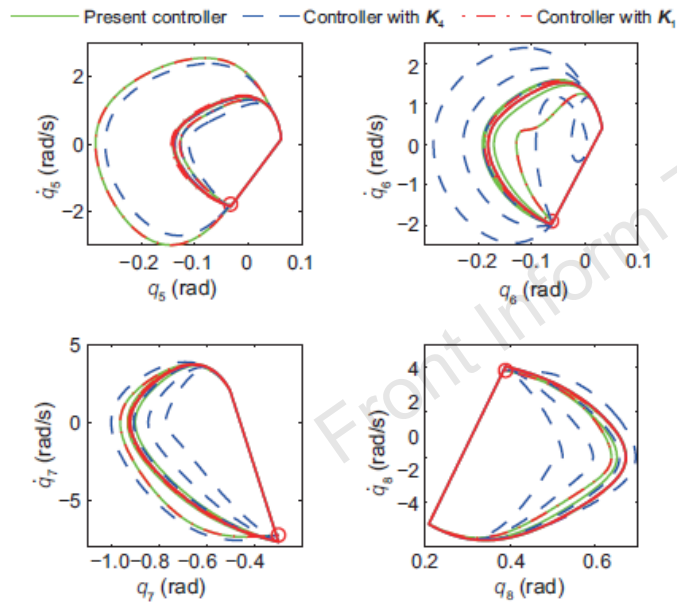 Present controller Controller with K4 Controller with K1
2
0
−2
q̇5 (rad/s)
−0.2 −0.1 0 0.1
q5 (rad)
2
1
0
−1
−2
q̇6 (rad/s)
−0.2 −0.1 0 0.1
q6 (rad)
5
0
−5
q̇7 (rad/s)
−1.0 −0.8 −0.6 −0.4
q7 (rad)
4
2
0
−2
−4
q̇8 (rad/s)
0.2 0.4 0.6
q8 (rad)
Front Inform